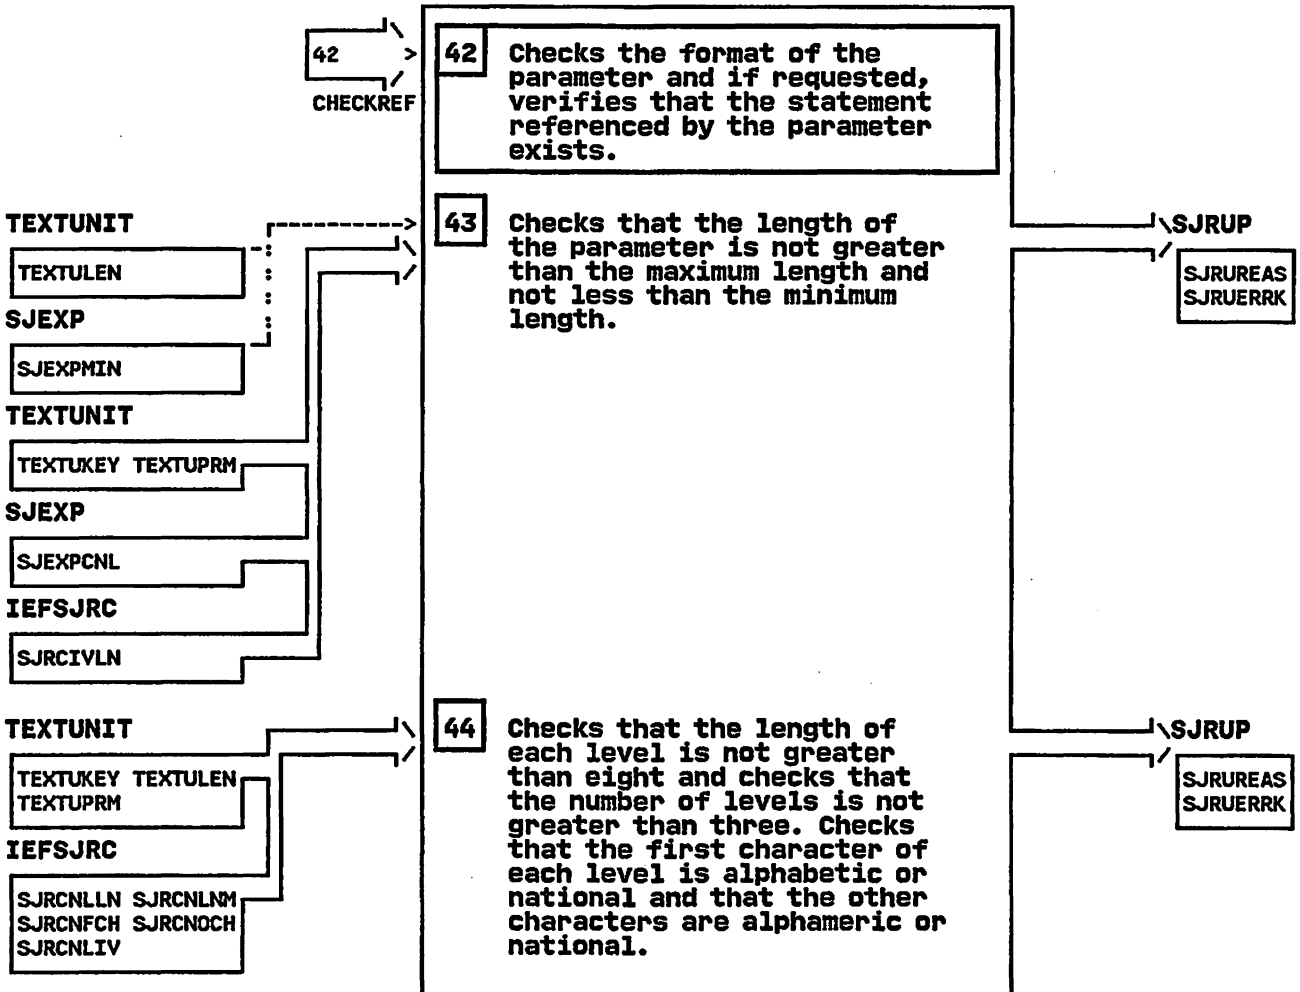 42 >
CHECKREF
42 Checks the format of the
parameter and if requested,
verifies that the statement
referenced by the parameter
exists.
TEXTUNIT
TEXTULEN
SJEXP
SJEXPMIN
TEXTUNIT
TEXTUKEY TEXTUPRM
SJEXP
SJEXPCNL
IEFSJRC
SJRCIVLN
43 Checks that the length of
the parameter is not greater
than the maximum length and
not less than the minimum
length.
SJRUP
SJRUREAS
SJRUERRK
TEXTUNIT
TEXTUKEY TEXTULEN
TEXTUPRM
IEFSJRC
SJRCNLLN SJRCNLNM
SJRCNFCH SJRCNOCH
SJRCNLIV
44 Checks that the length of
each level is not greater
than eight and checks that
the number of levels is not
greater than three. Checks
that the first character of
each level is alphabetic or
national and that the other
characters are alphameric or
national.
SJRUP
SJRUREAS
SJRUERRK